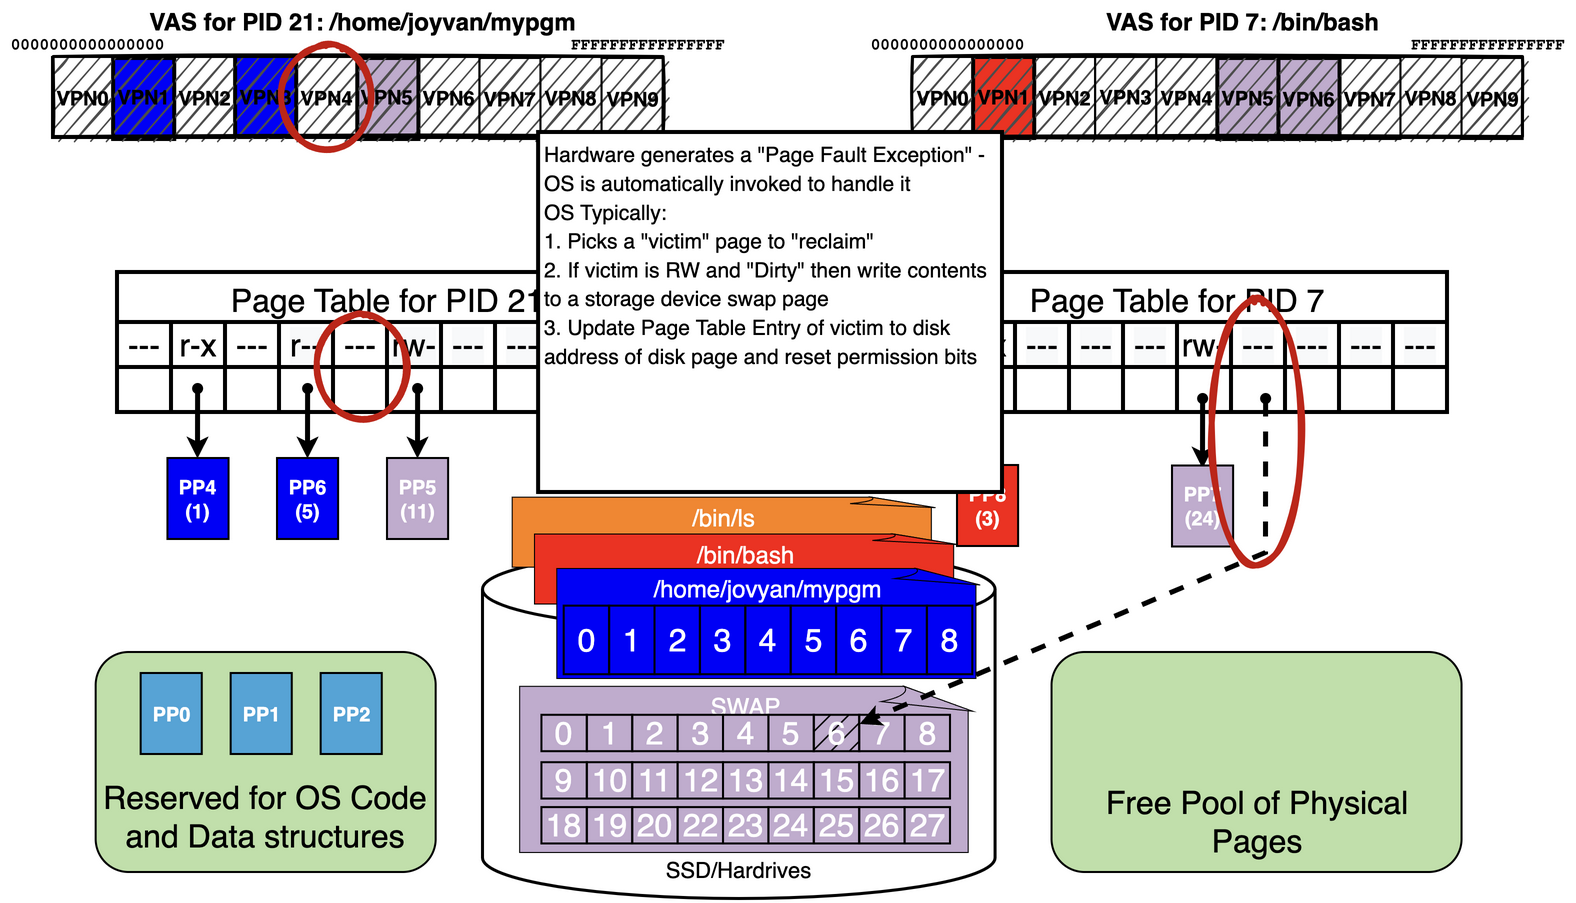 VAS for PID 21: /home/joyvan/mypgm
VAS for PID 7: /bin/bash
0000000000000000
FFFFFFFFFFFFFFFF
0000000000000000
FFFFFFFFFFFFFFFF
VPN0 VPN1 VPN2 VPN3 VPN4 VPN5 VPN6 VPN7 VPN8 VPN9
VPN0 VPN1 VPN2 VPN3 VPN4 VPN5 VPN6 VPN7 VPN8 VPN9
Hardware generates a "Page Fault Exception" -
OS is automatically invoked to handle it
OS Typically:
1. Picks a "victim" page to "reclaim"
2. If victim is RW and "Dirty" then write contents
to a storage device swap page
3. Update Page Table Entry of victim to disk
address of disk page and reset permission bits
Page Table for PID 21
--- r-x --- r-- --- rw- --- ---
Page Table for PID 7
--- --- --- rw- --- --- ---
PP4
(1)
PP6
(5)
PP5
(11)
PP8
(3)
PP7
(24)
/bin/ls
/bin/bash
/home/jovyan/mypgm
0 1 2 3 4 5 6 7 8
SWAP
0 1 2 3 4 5 6 7 8
9 10 11 12 13 14 15 16 17
18 19 20 22 23 24 25 26 27
SSD/Hardrives
PP0 PP1 PP2
Reserved for OS Code
and Data structures
Free Pool of Physical
Pages